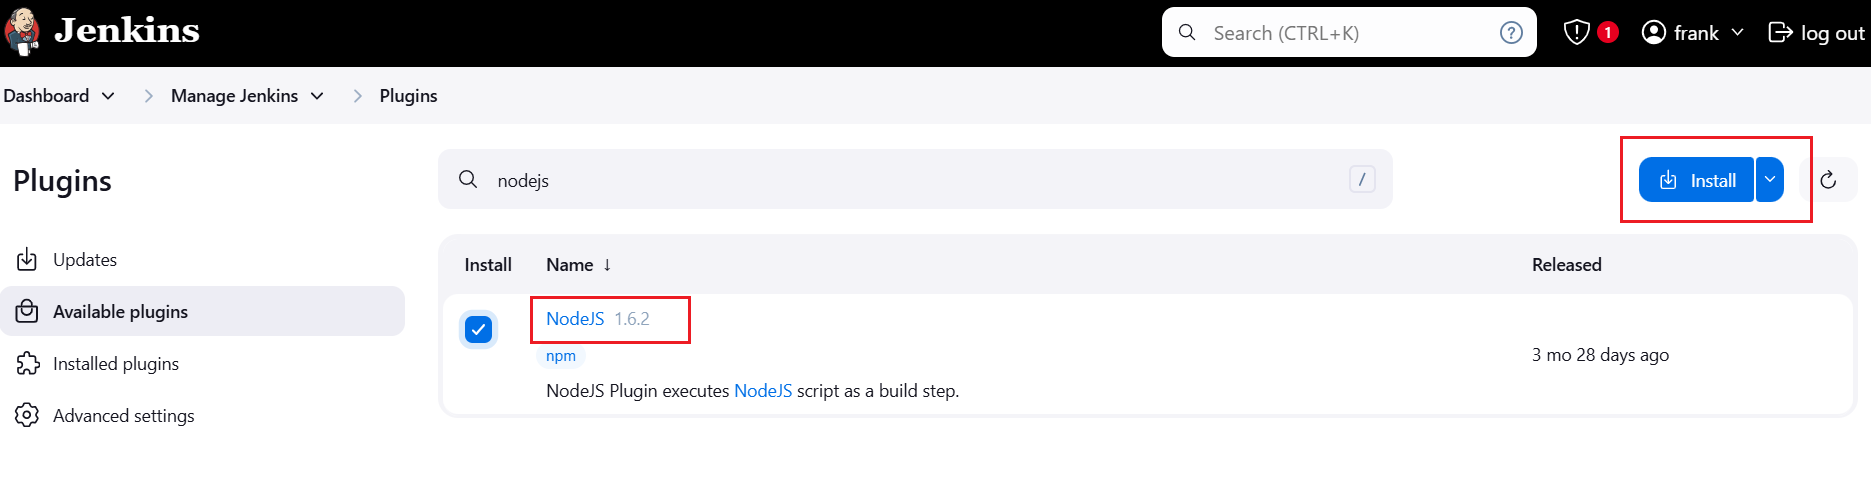 Jenkins
Search (CTRL+K)
?
1
frank
log out
Dashboard
Manage Jenkins
Plugins
Plugins
nodejs
/
Install
Updates
Available plugins
Installed plugins
Advanced settings
Install Name ↓ Released
NodeJS 1.6.2
npm
3 mo 28 days ago
NodeJS Plugin executes NodeJS script as a build step.